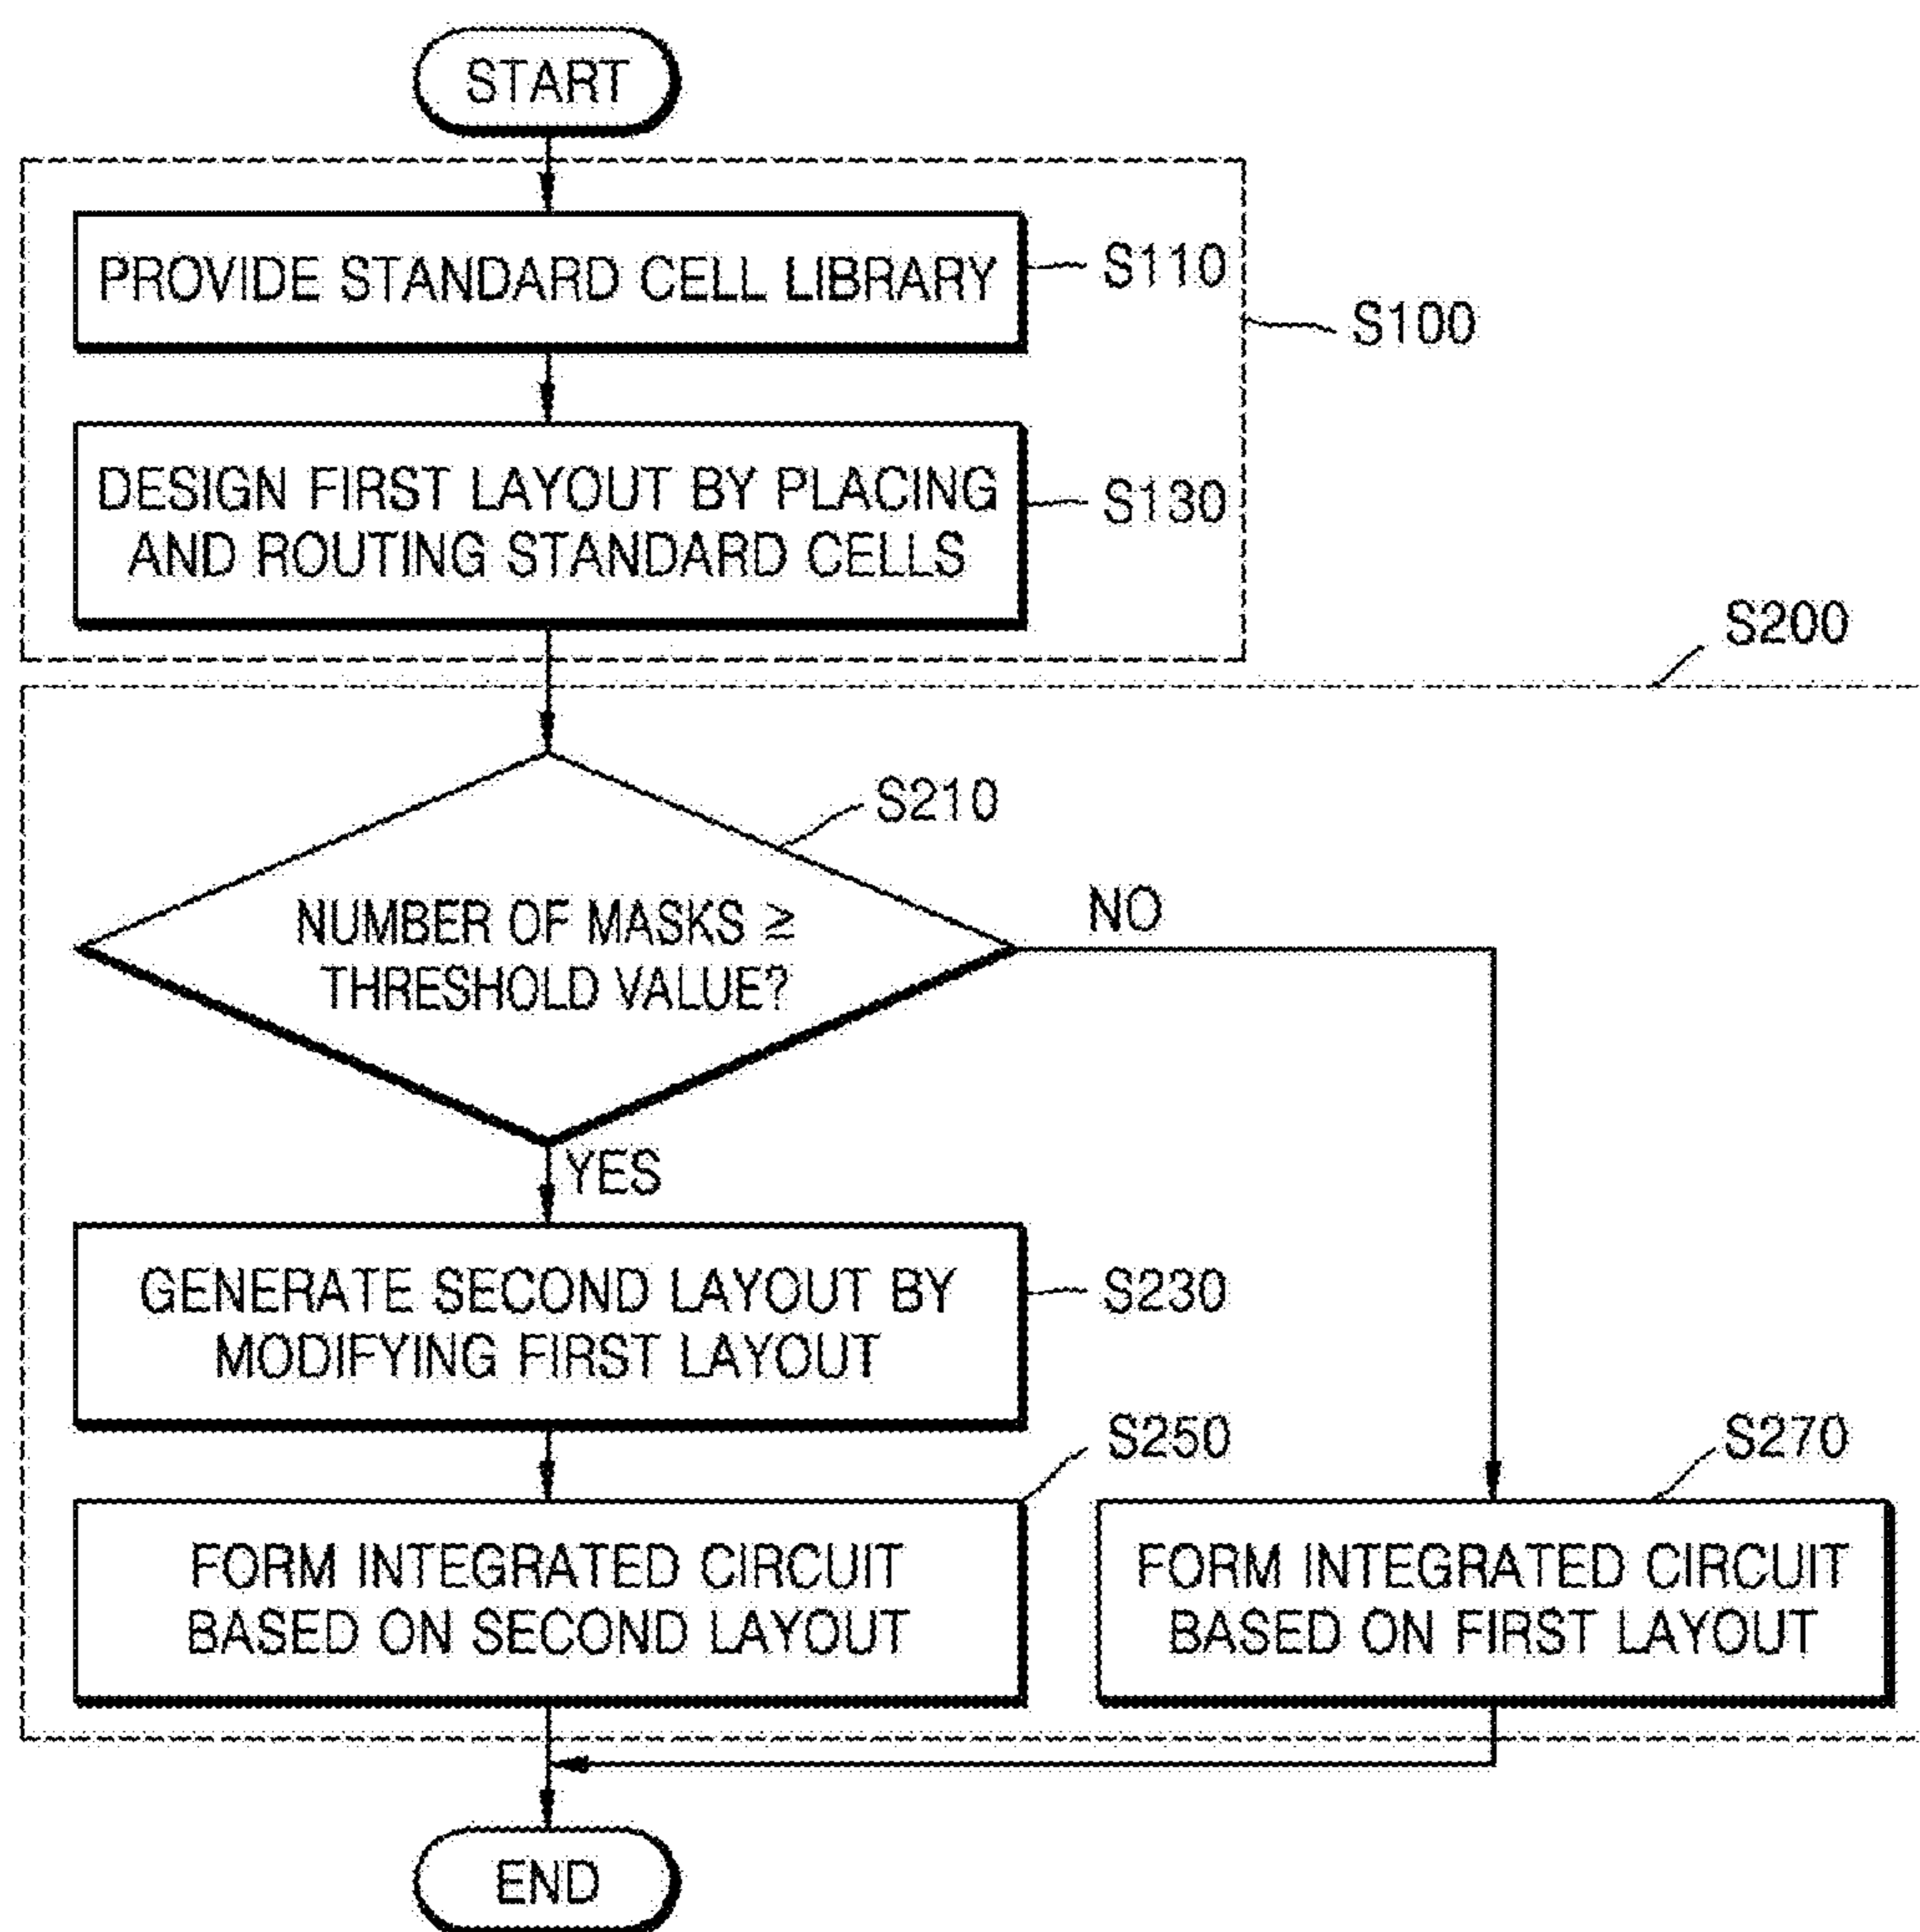 START
PROVIDE STANDARD CELL LIBRARY
S110
S100
DESIGN FIRST LAYOUT BY PLACING
AND ROUTING STANDARD CELLS
S130
S200
S210
NUMBER OF MASKS ≥
THRESHOLD VALUE?
NO
YES
GENERATE SECOND LAYOUT BY
MODIFYING FIRST LAYOUT
S230
S250
FORM INTEGRATED CIRCUIT
BASED ON SECOND LAYOUT
S270
FORM INTEGRATED CIRCUIT
BASED ON FIRST LAYOUT
END